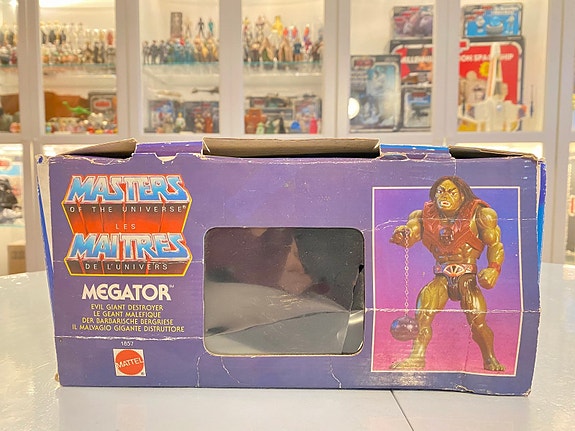 MASTERS
OF THE UNIVERSE
LES
MAITRES
DE L'UNIVERS
MEGATOR™
EVIL GIANT DESTROYER
LE GEANT MALEFIQUE
DER BARBARISCHE BERGRIESE
IL MALVAGIO GIGANTE DISTRUTTORE
1857
MATTEL